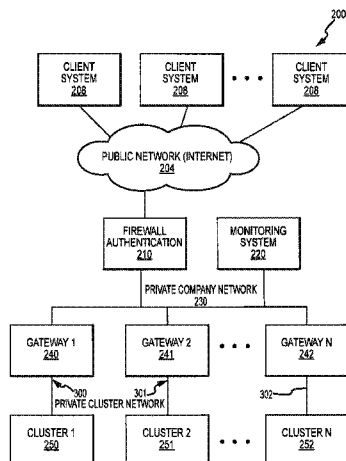 200
CLIENT SYSTEM 208
CLIENT SYSTEM 208
CLIENT SYSTEM 208
PUBLIC NETWORK (INTERNET)
204
FIREWALL AUTHENTICATION 210
MONITORING SYSTEM 220
PRIVATE COMPANY NETWORK
230
GATEWAY 1 240
GATEWAY 2 241
GATEWAY N 242
300
301
302
PRIVATE CLUSTER NETWORK
CLUSTER 1 250
CLUSTER 2 251
CLUSTER N 252